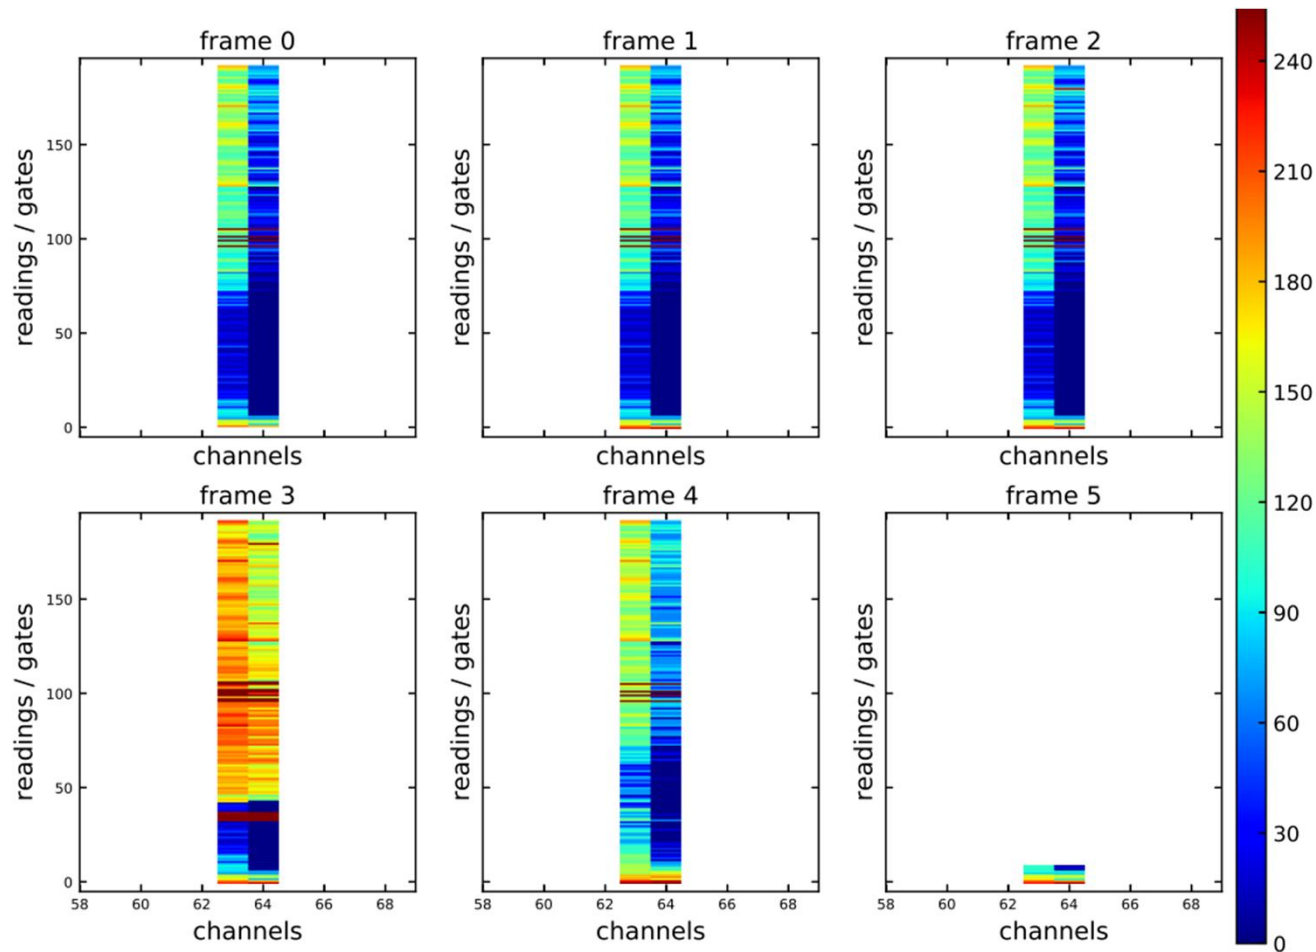 frame 0
frame 1
frame 2
240
210
180
150
120
90
60
30
0
readings / gates
150
100
50
0
channels
readings / gates
channels
readings / gates
channels
frame 3
frame 4
frame 5
readings / gates
150
100
50
0
58 60 62 64 66 68
channels
readings / gates
58 60 62 64 66 68
channels
readings / gates
58 60 62 64 66 68
channels